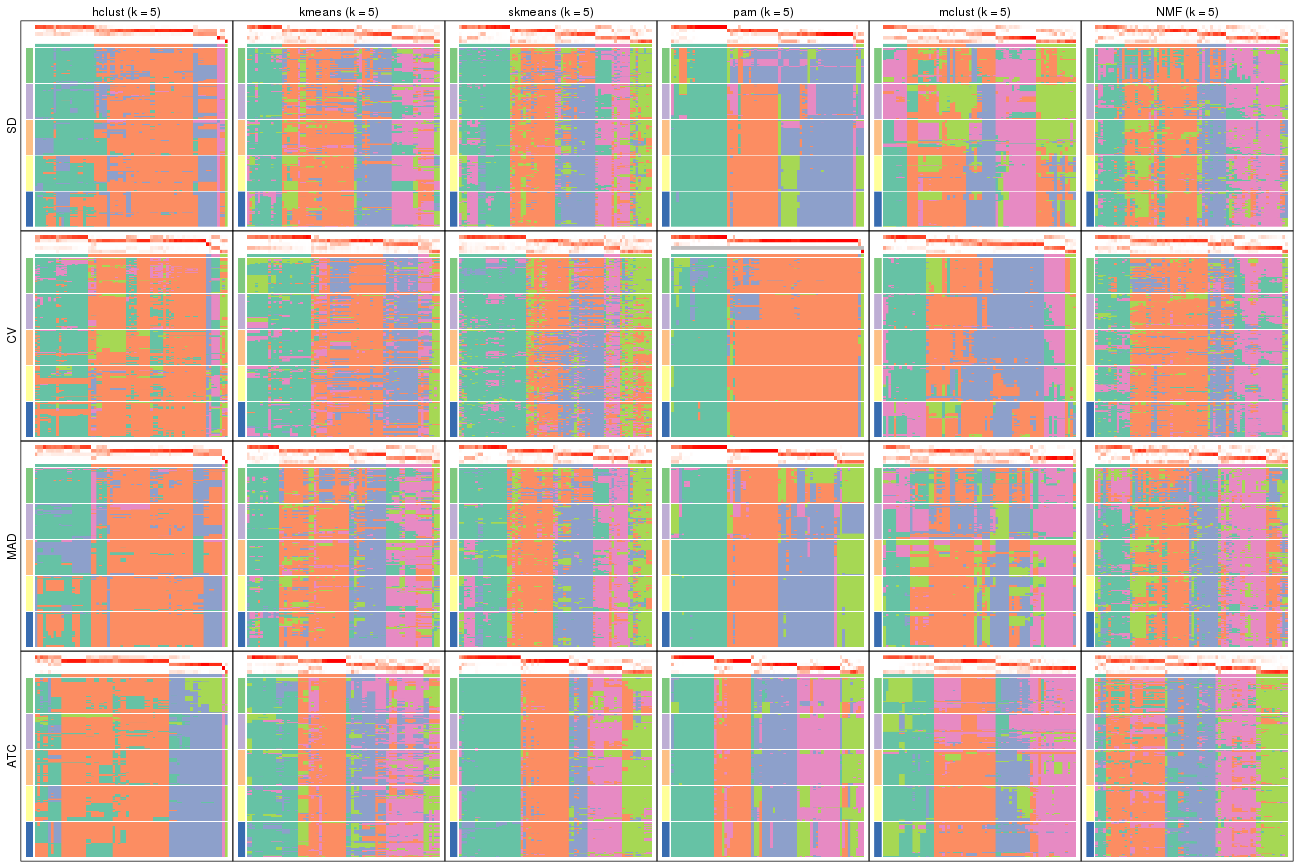 hclust (k = 5) kmeans (k = 5) skmeans (k = 5) pam (k = 5) mclust (k = 5) NMF (k = 5)
SD
CV
MAD
ATC